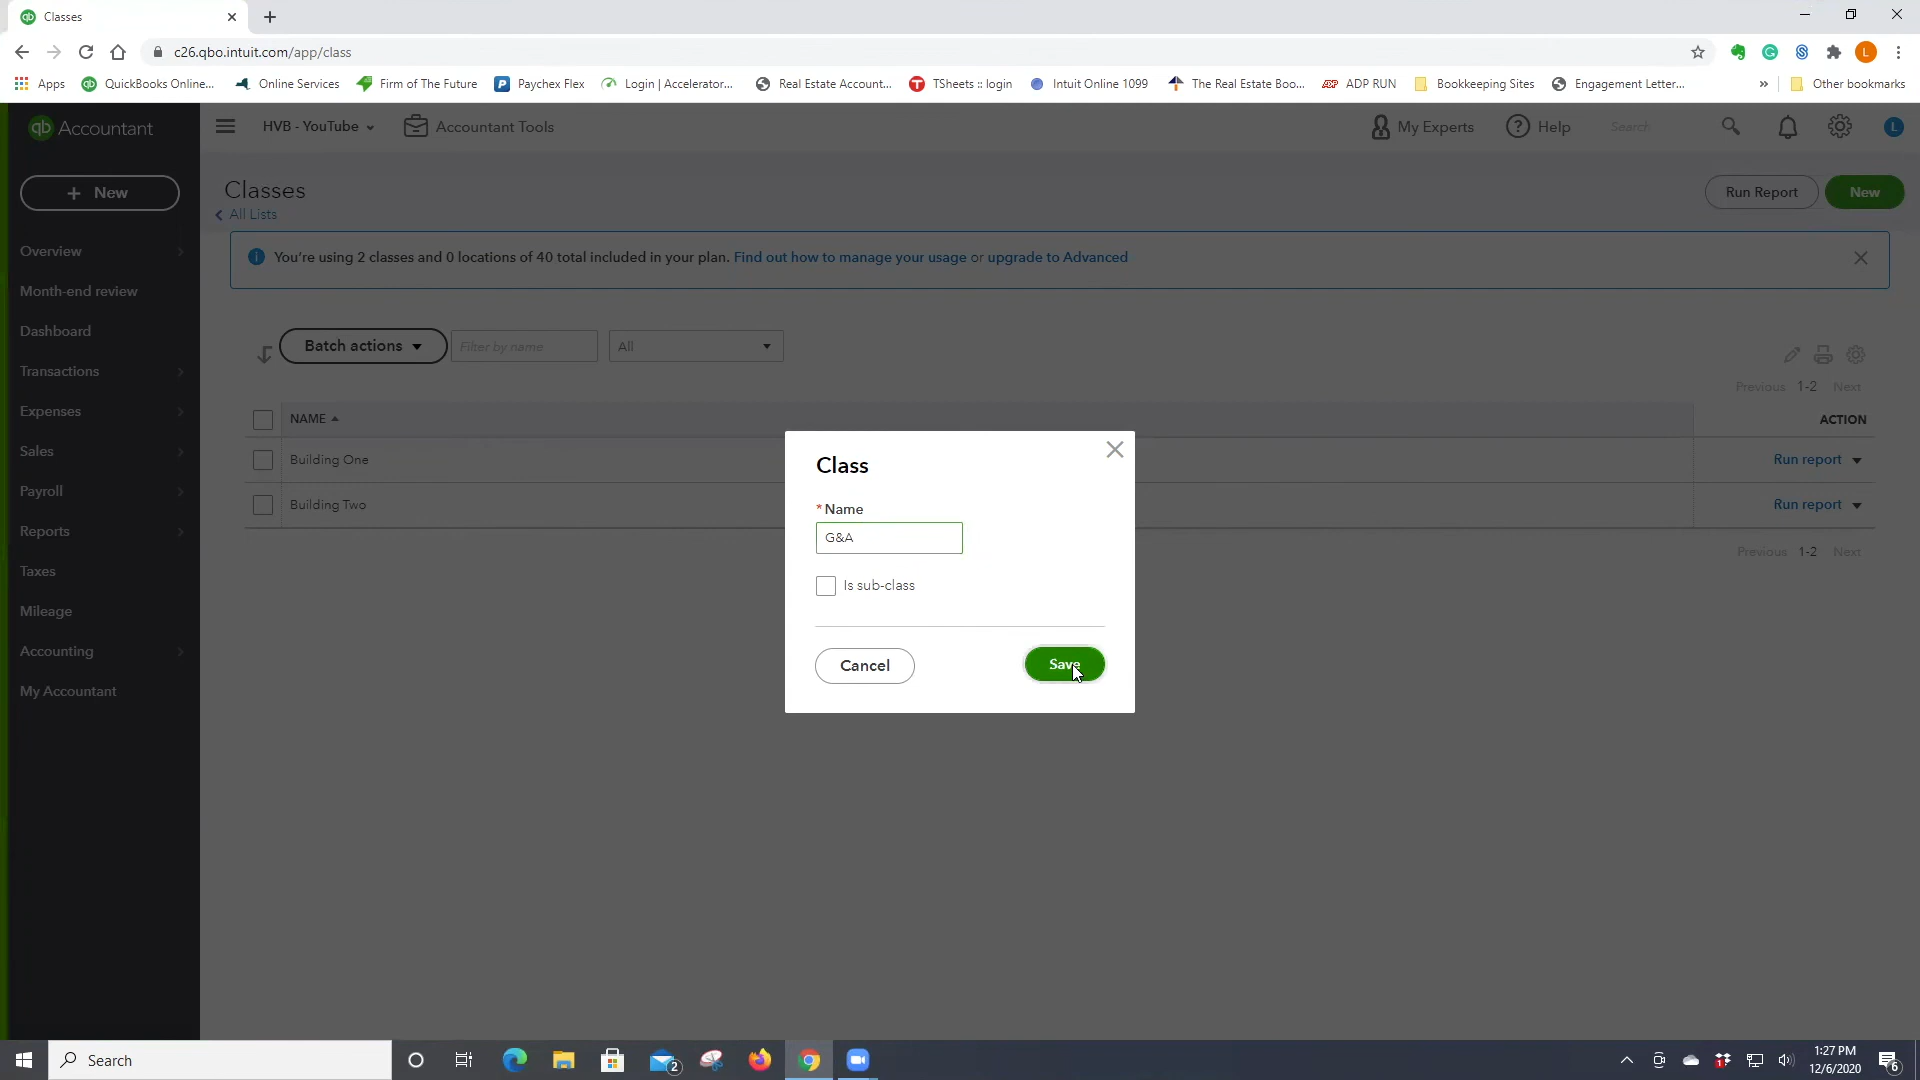 Classes
c26.qbo.intuit.com/app/class
Apps QuickBooks Online... Online Services Firm of The Future Paychex Flex Login | Accelerator... Real Estate Account... TSheets :: login Intuit Online 1099 The Real Estate Boo... ADP RUN Bookkeeping Sites Engagement Letter... » Other bookmarks
qb Accountant HVB - YouTube Accountant Tools My Experts Help Search L
+ New
Classes
All Lists
Run Report New
You're using 2 classes and 0 locations of 40 total included in your plan. Find out how to manage your usage or upgrade to Advanced
Overview
Month-end review
Dashboard
Transactions
Expenses
Sales
Payroll
Reports
Taxes
Mileage
Accounting
My Accountant
Batch actions Filter by name All
Previous 1-2 Next
NAME ACTION
Building One Run report
Building Two Run report
Previous 1-2 Next
Class
* Name
G&A
Is sub-class
Cancel Save
Search
2
1:27 PM
12/6/2020
6